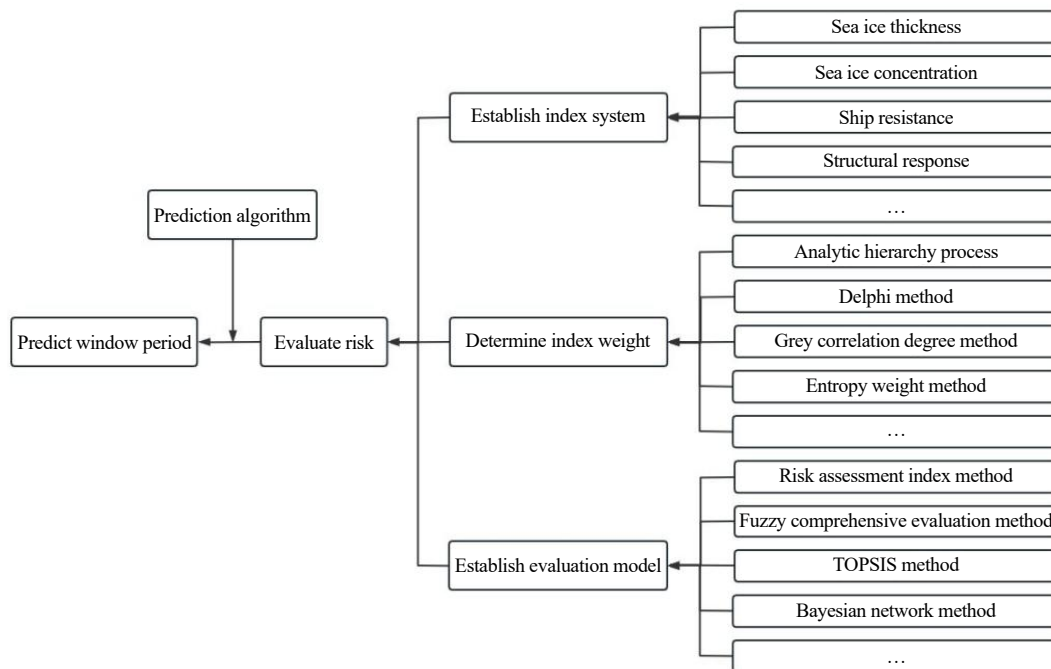 Sea ice thickness
Sea ice concentration
Establish index system
Ship resistance
Structural response
…
Prediction algorithm
Analytic hierarchy process
Delphi method
Predict window period
Evaluate risk
Determine index weight
Grey correlation degree method
Entropy weight method
…
Risk assessment index method
Fuzzy comprehensive evaluation method
Establish evaluation model
TOPSIS method
Bayesian network method
…